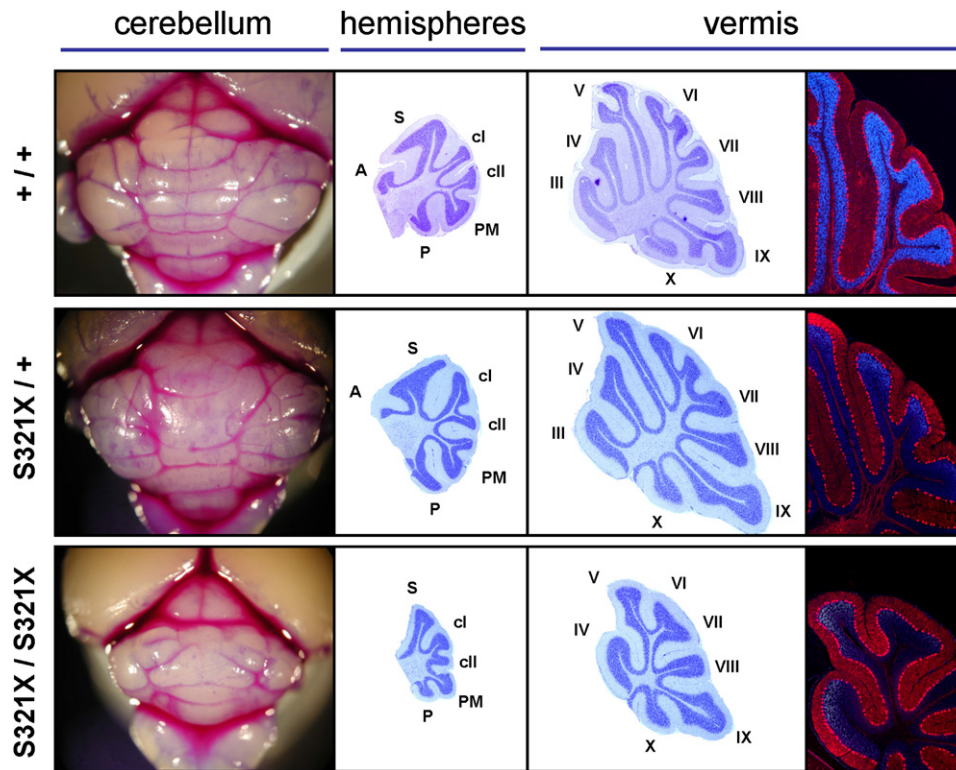 cerebellum hemispheres vermis
+ / +
S
cI
A
cII
PM
P
V
VI
IV
VII
III
VIII
IX
X
S321X / +
S
A
cI
cII
PM
P
V
VI
IV
VII
III
VIII
X
IX
S321X / S321X
S
cI
cII
P
PM
V
VI
IV
VII
VIII
X
IX